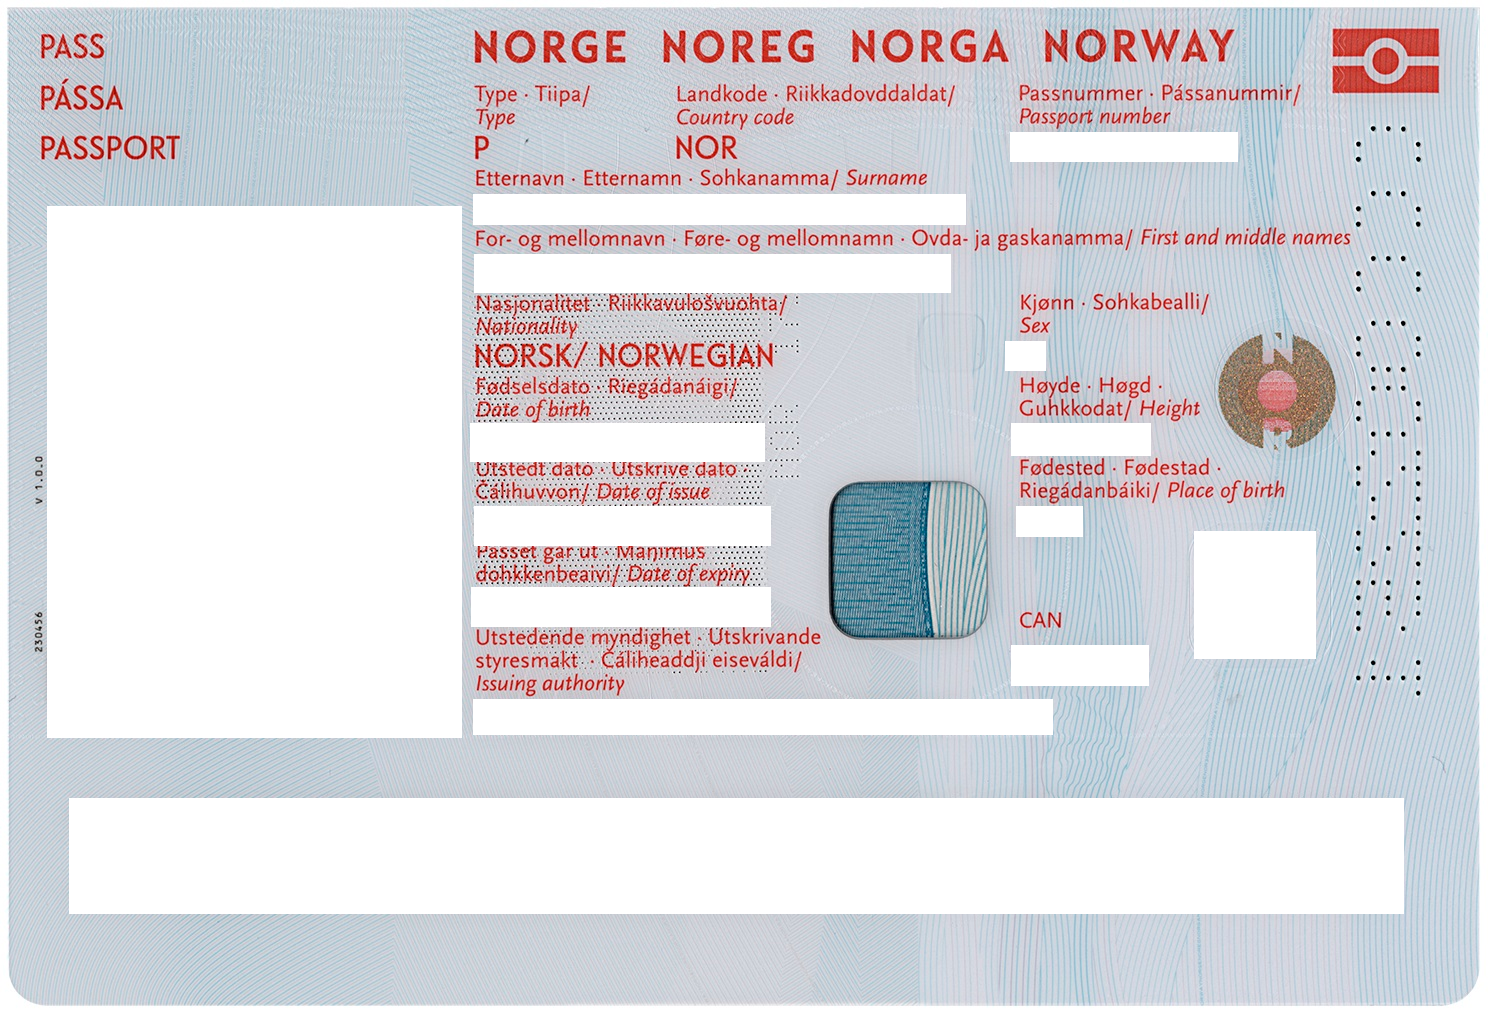 PASS
PÁSSA
PASSPORT
NORGE NOREG NORGA NORWAY
Type · Tiipa/
Type
P
Landkode · Riikkadovddaldat/
Country code
NOR
Passnummer · Pássanummir/
Passport number
Etternavn · Etternamn · Sohkanamma/ Surname
For- og mellomnavn · Føre- og mellomnamn · Ovda- ja gaskanamma/ First and middle names
Nasjonalitet · Riikkavulošvuohta/
Nationality
NORSK/ NORWEGIAN
Kjønn · Sohkabealli/
Sex
Fødselsdato · Riegádanáigi/
Date of birth
Høyde · Høgd ·
Guhkkodat/ Height
Utstedt dato · Utskrive dato ·
Čálihuvvon/ Date of issue
Fødested · Fødestad ·
Riegádanbáiki/ Place of birth
Passet går ut · Manimus
dohkkenbeaivi/ Date of expiry
CAN
Utstedende myndighet · Utskrivande
styresmakt · Čáliheaddji eiseváldi/
Issuing authority
v 1.0.0
230456